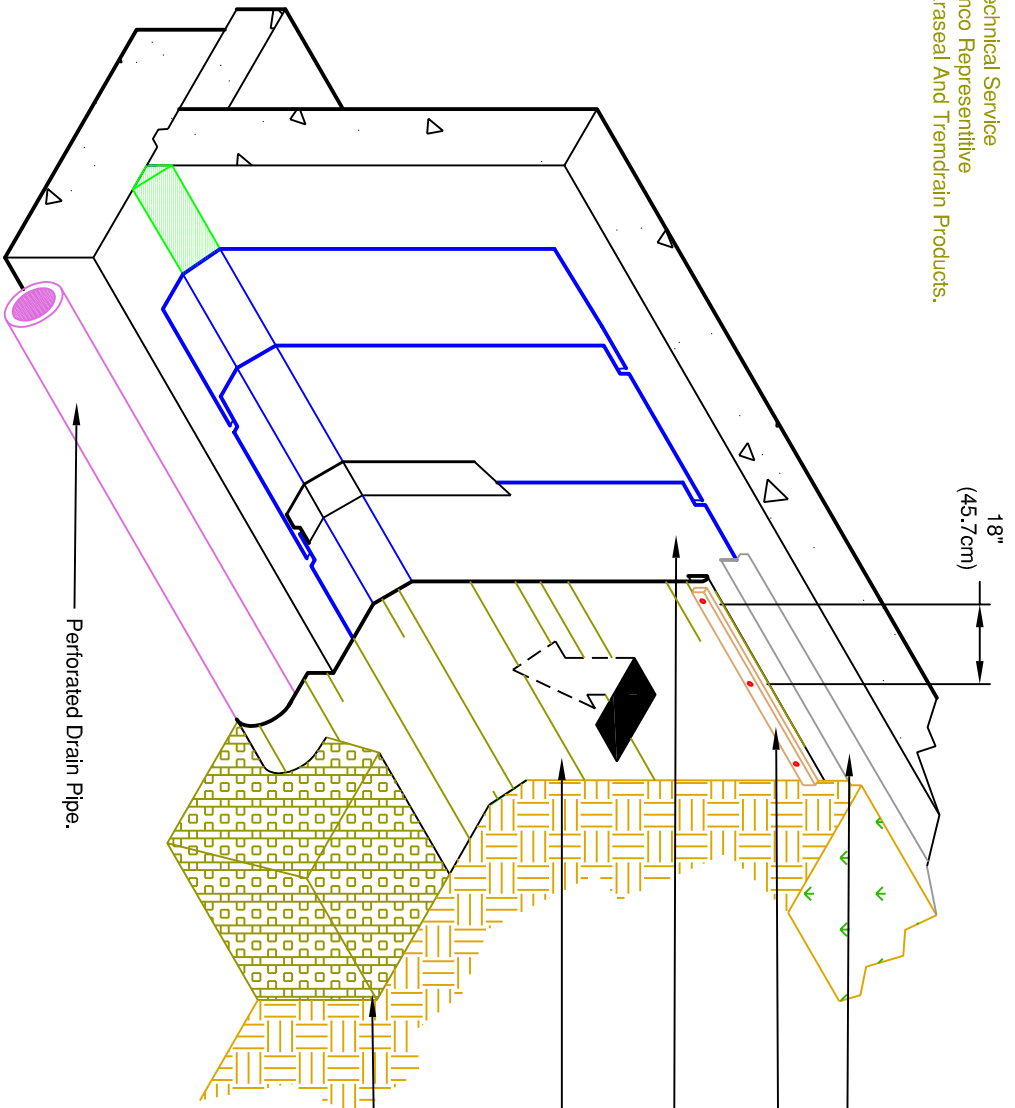 echnical Service
nco Representitive
raseal And Tremdrain Products.
18"
(45.7cm)
Perforated Drain Pipe.